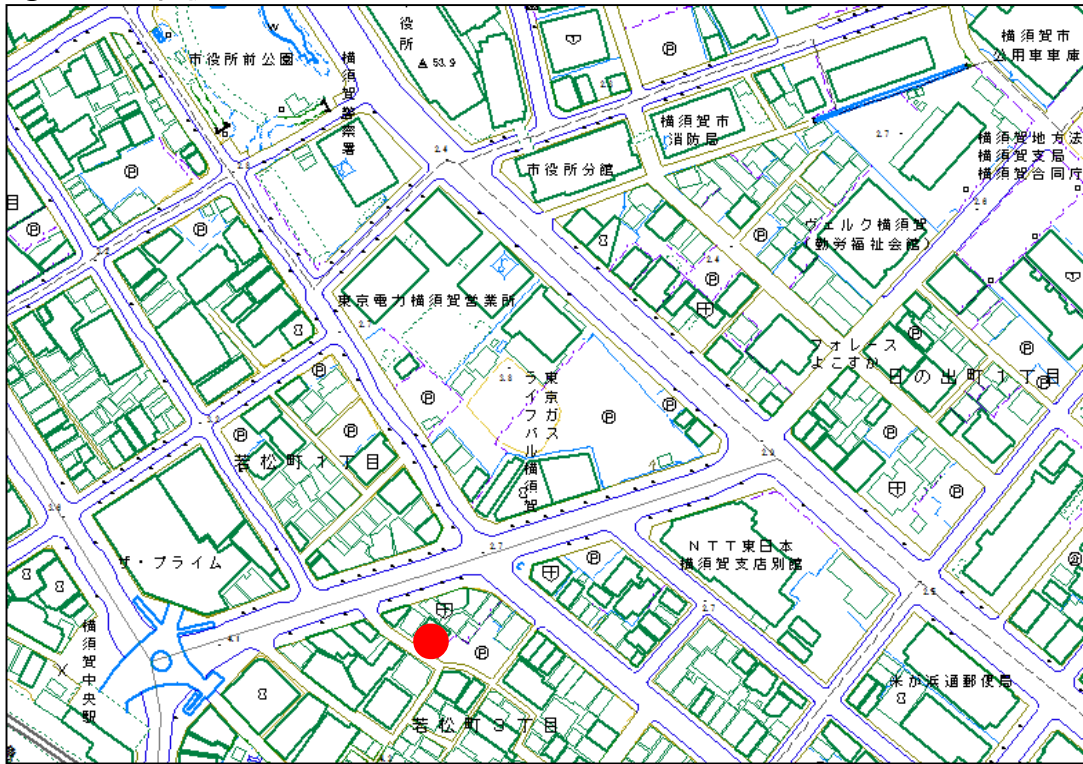 役所
53.9
市役所前公園
横須賀警察署
横須賀市
公用車車庫
横須賀市
消防局
市役所分館
横須賀地方法
横須賀支局
横須賀合同庁
ヴェルク横須賀
(勤労福祉会館)
東京電力横須賀営業所
フォレース
よこすか
日の出町1丁目
東京ガス
ライフバル横須賀
目
若松町1丁目
ザ・プライム
NTT東日本
横須賀支店別館
横須賀中央駅
若松町3丁目
米が浜通郵便局
2.4
2.7
2.4
2.7
2.7
2.7
4.1